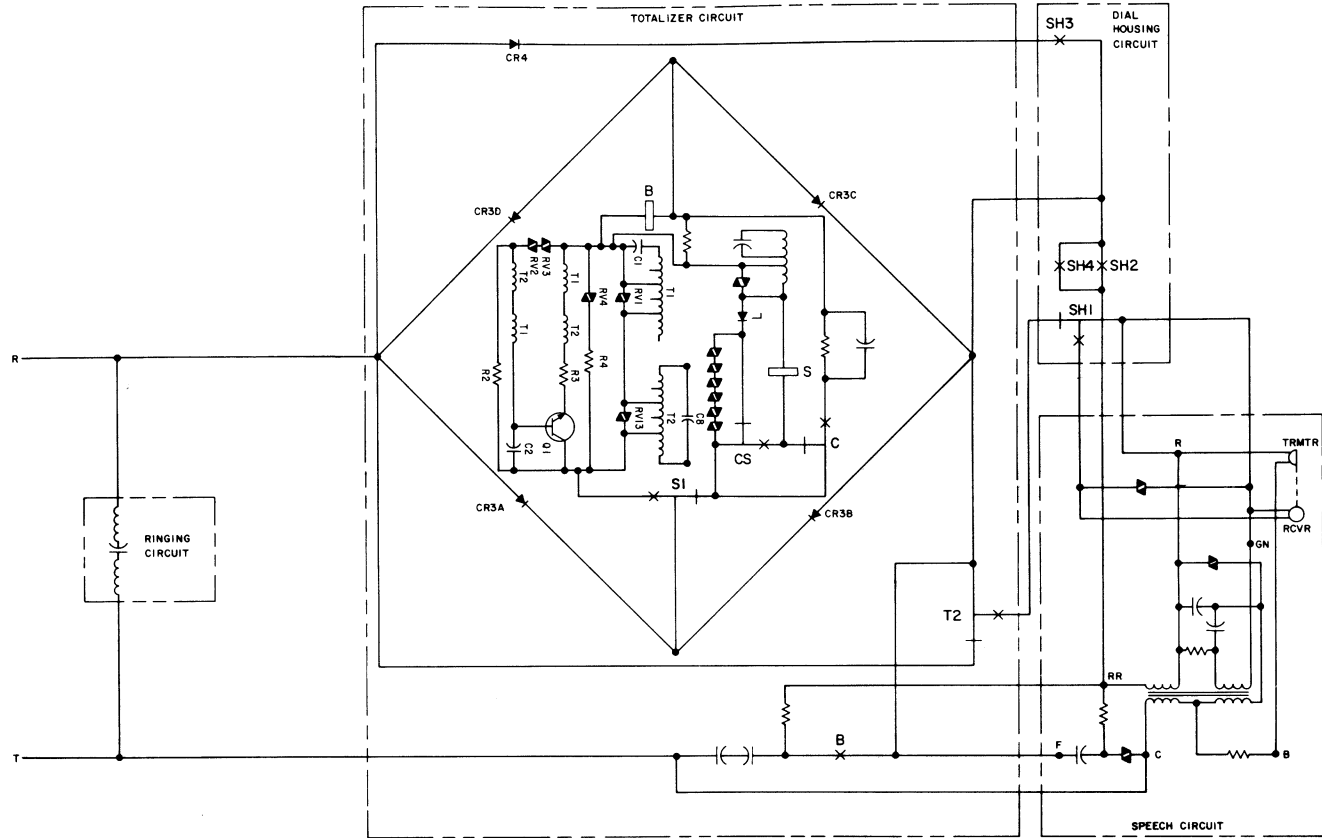 TOTALIZER CIRCUIT
DIAL
HOUSING
CIRCUIT
SH3
CR4
B
CR3D
CR3C
RV2
RV3
C1
T2
T1
RV4
RV1
T1
SH4
SH2
L
SH1
T1
T2
R
R2
R3
R4
S
RV13
T2
C8
C2
Q1
CS
C
R
TRMTR
S1
CR3A
CR3B
RCVR
RINGING
CIRCUIT
GN
T2
RR
B
F
T
C
B
SPEECH CIRCUIT